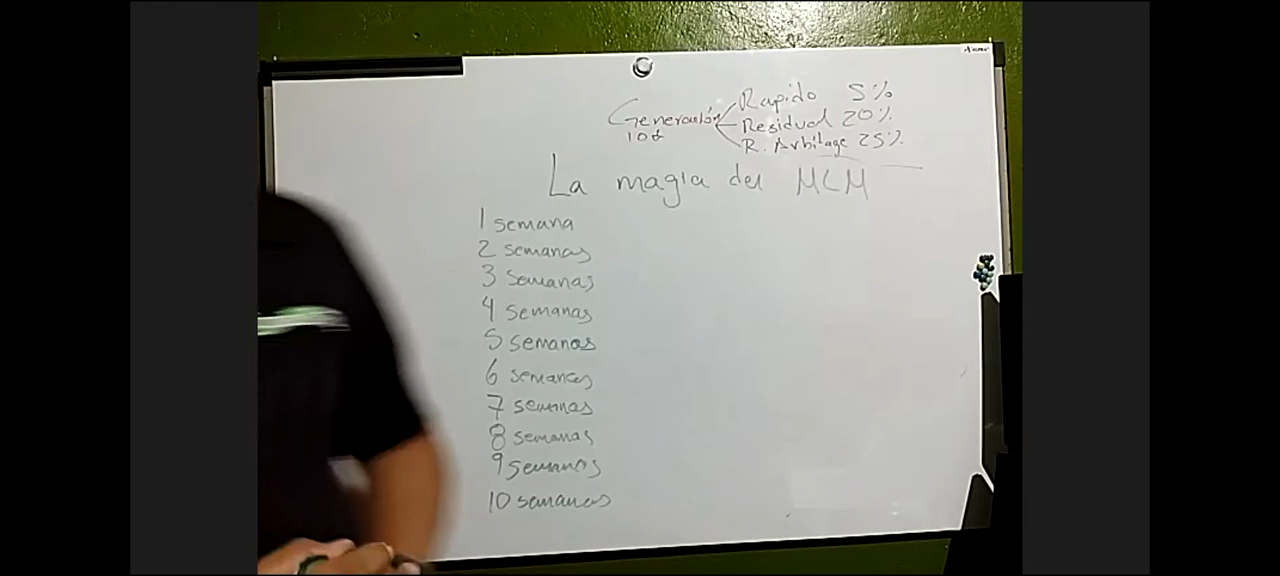 Generación
10d
Rapido 5%
Residual 20%
R. Arbitage 25%
La magia del MLM
1 semana
2 semanas
3 semanas
4 semanas
5 semanas
6 semanas
7 semanas
8 semanas
9 semanas
10 semanas